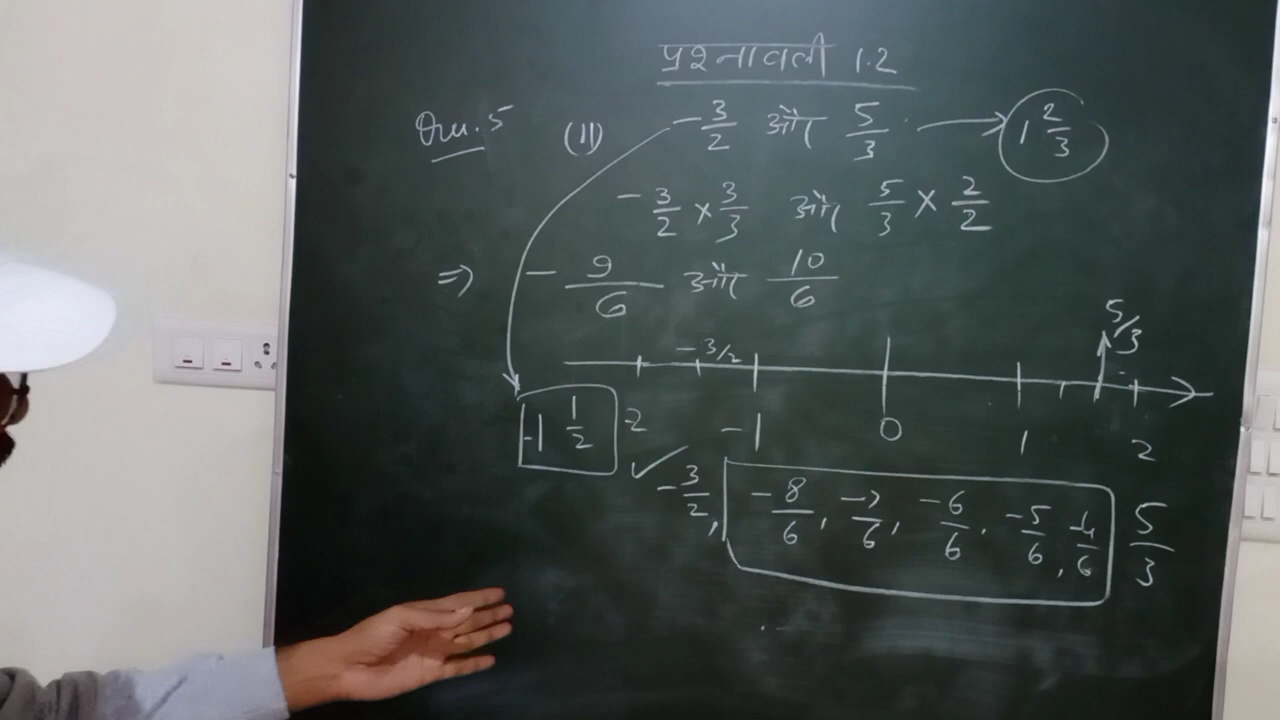 प्रश्नावली 1.2
Qu. 5 (II) -3/2 और 5/3 → 1 2/3
-3/2 × 3/3 और 5/3 × 2/2
⇒ -9/6 और 10/6
-3/2 5/3
-1 1/2 -2 -1 0 1 2
✓ -3/2, -8/6, -7/6, -6/6, -5/6, -4/6 5/3